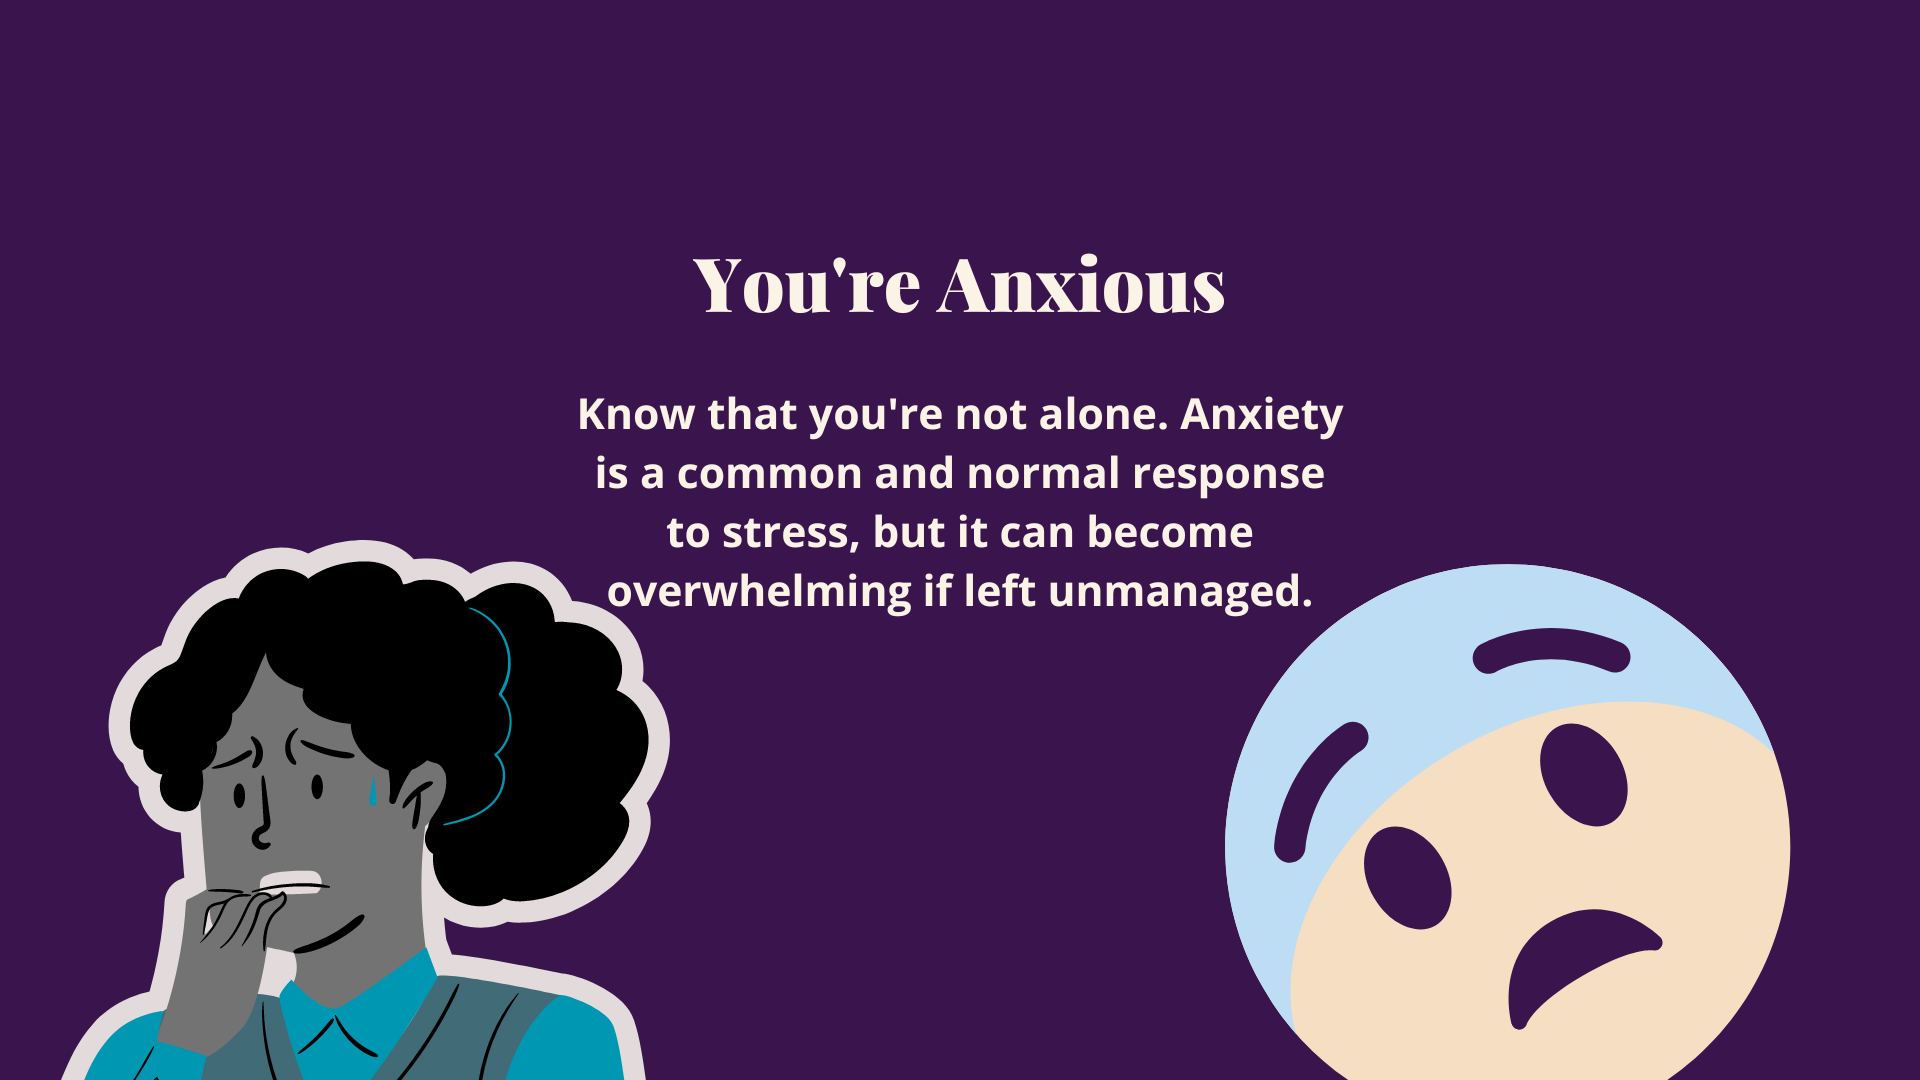 You're Anxious
Know that you're not alone. Anxiety
is a common and normal response
to stress, but it can become
overwhelming if left unmanaged.